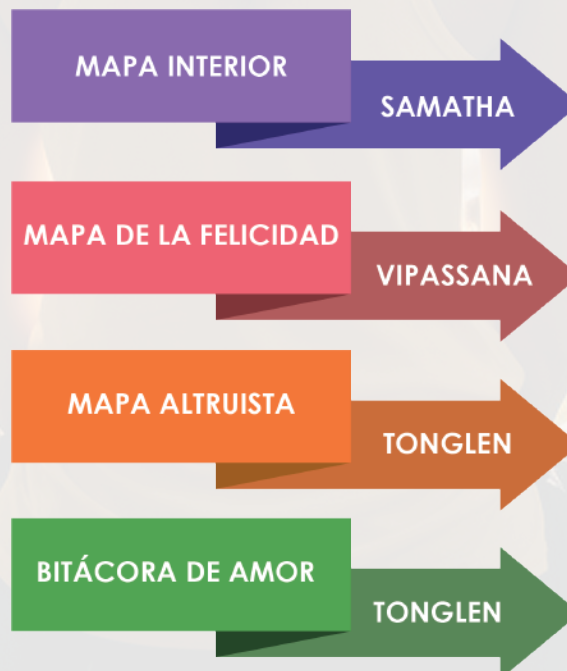 MAPA INTERIOR
SAMATHA
MAPA DE LA FELICIDAD
VIPASSANA
MAPA ALTRUISTA
TONGLEN
BITÁCORA DE AMOR
TONGLEN